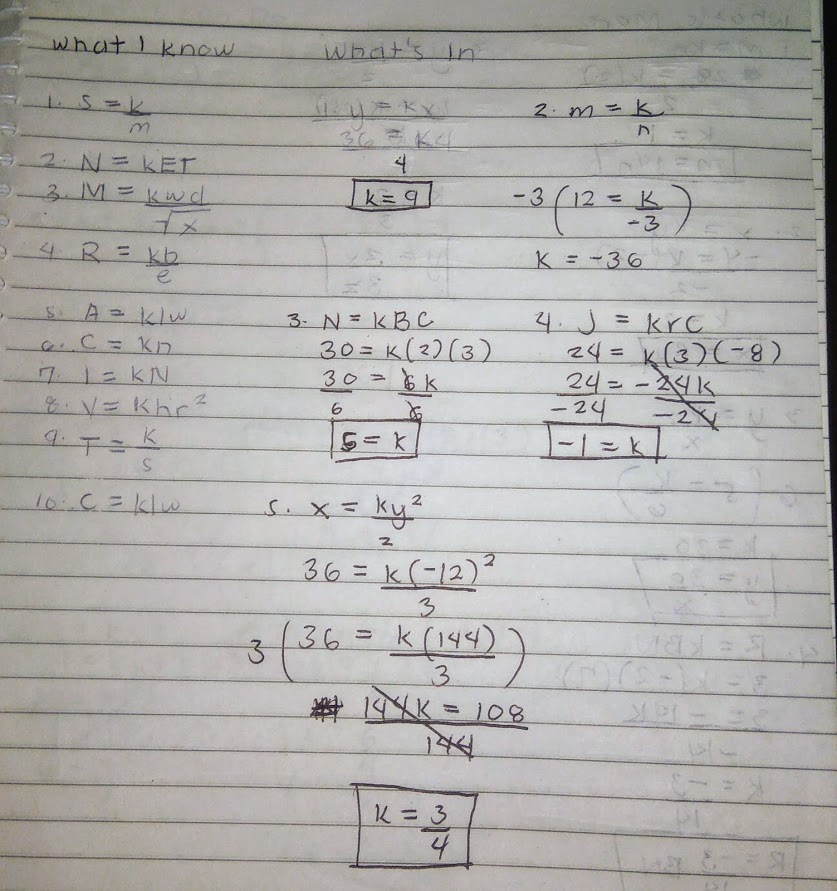 What I know
1. S = k/m
2. N = kET
3. M = kwd/√x
4. R = kb/e
5. A = klw
6. C = kn
7. I = kN
8. V = khr²
9. T = k/s
10. C = klw
What's In
1. y = kx
36 = k4
4
k = 9
2. m = k/n
-3 (12 = k/-3)
k = -36
3. N = kBC
30 = k(2)(3)
30/6 = 6k/6
5 = k
4. J = krc
24 = k(3)(-8)
24/-24 = -24k/-24
-1 = k
5. x = ky²/z
36 = k(-12)²/3
3 (36 = k(144)/3)
144k = 108
144
k = 3/4